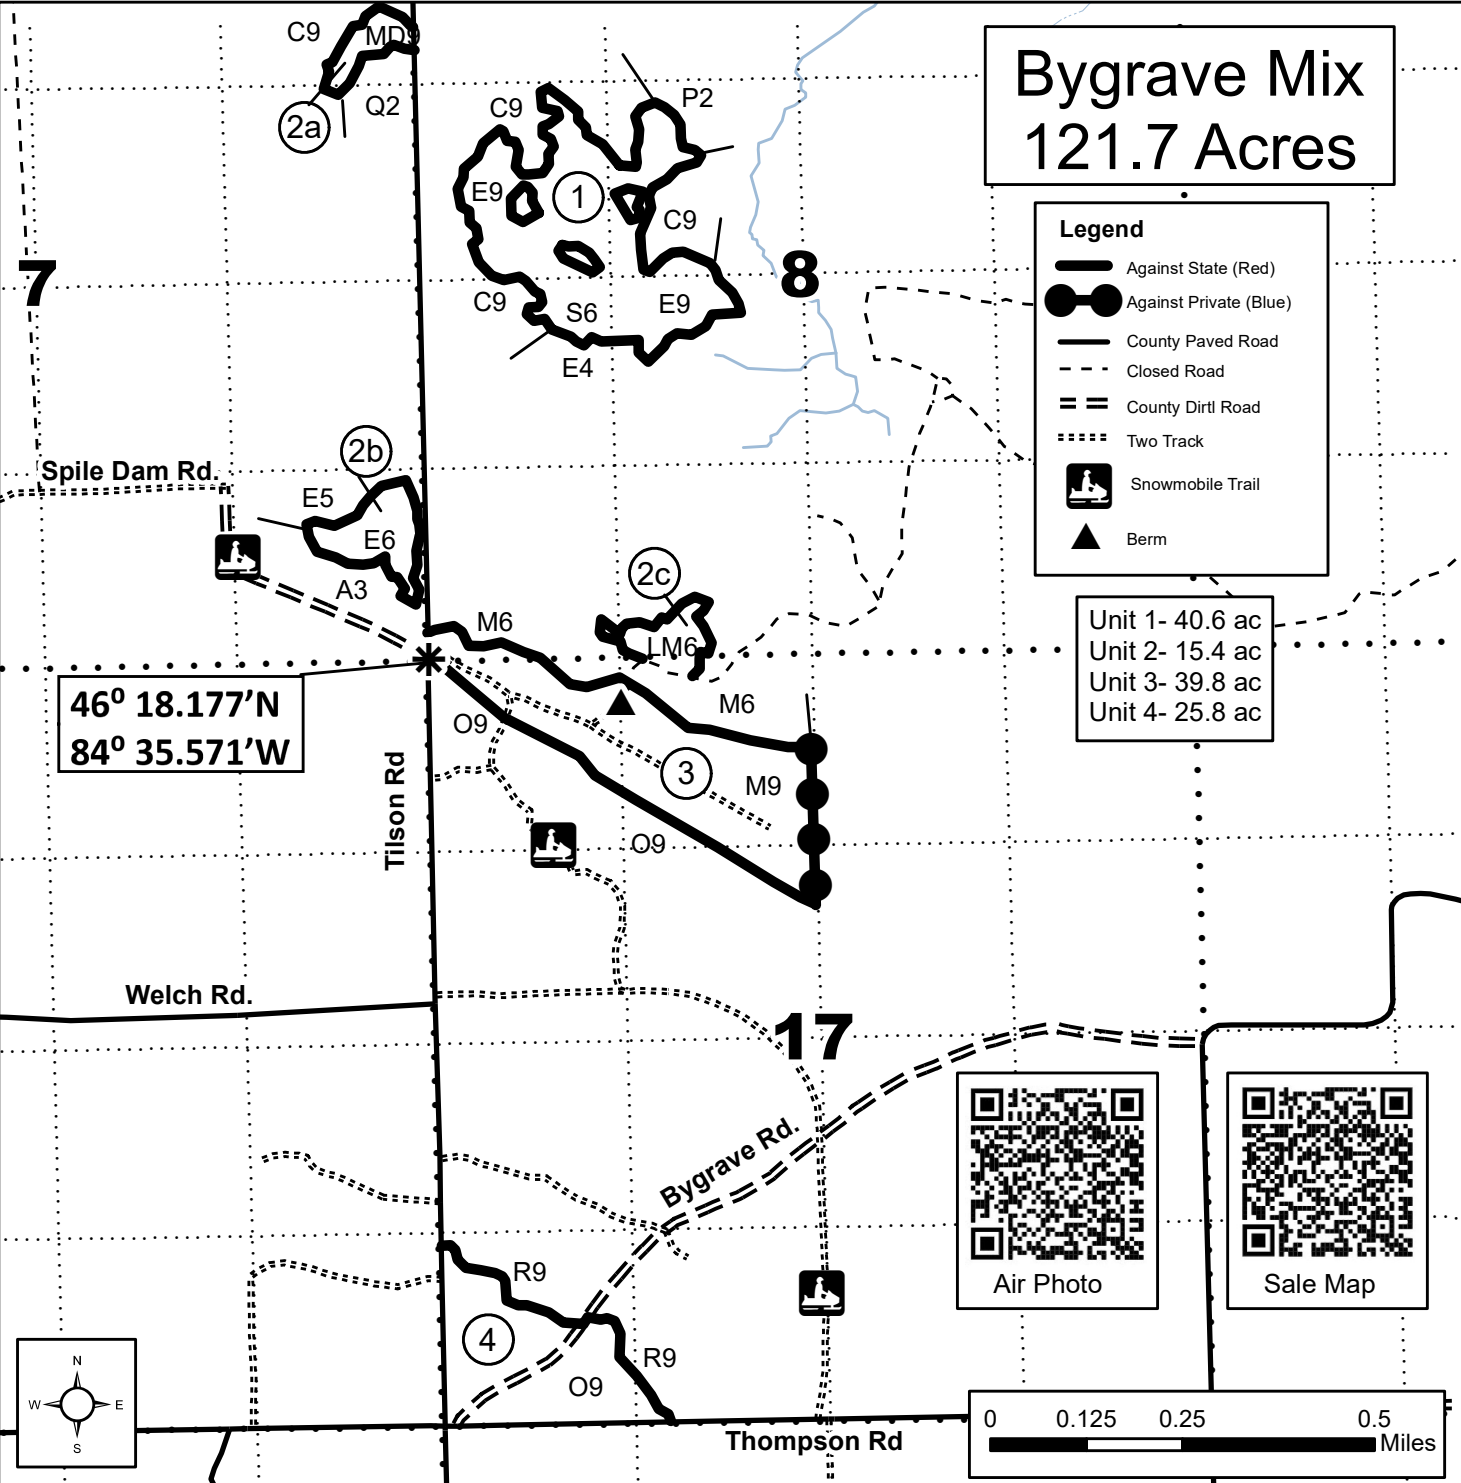 C9
MD9
Q2
2a
Bygrave Mix
121.7 Acres
C9
P2
E9
1
C9
C9
S6
E9
E4
7
8
Legend
Against State (Red)
Against Private (Blue)
County Paved Road
Closed Road
County Dirtl Road
Two Track
Snowmobile Trail
Berm
Spile Dam Rd.
2b
E5
E6
A3
2c
LM6
M6
Unit 1- 40.6 ac
Unit 2- 15.4 ac
Unit 3- 39.8 ac
Unit 4- 25.8 ac
46⁰ 18.177’N
84⁰ 35.571’W
O9
M6
3
M9
O9
Tilson Rd
Welch Rd.
17
Bygrave Rd.
Air Photo
Sale Map
R9
4
R9
O9
N
W
E
S
Thompson Rd
0 0.125 0.25 0.5
Miles